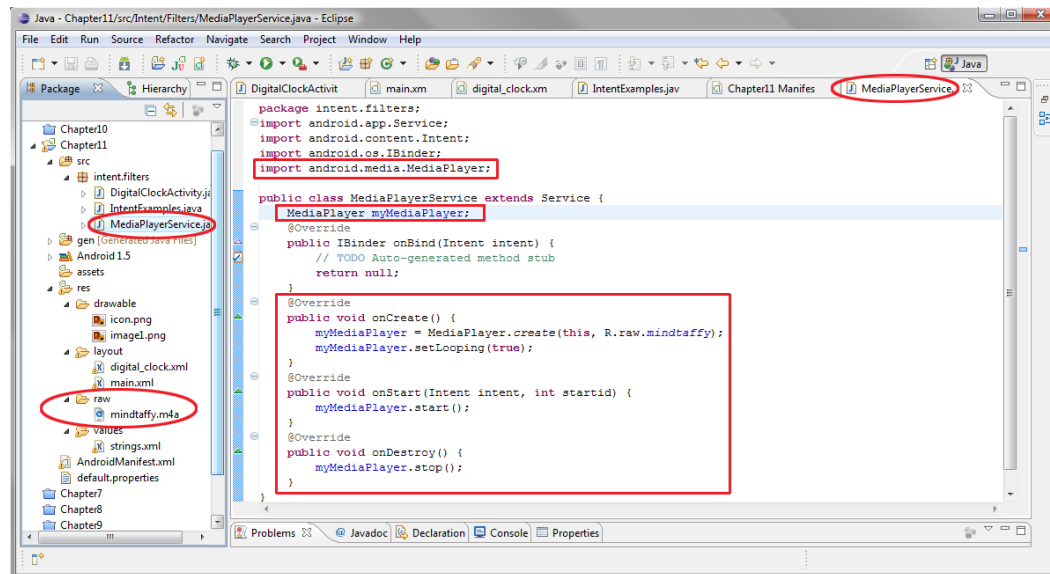 Java - Chapter11/src/Intent/Filters/MediaPlayerService.java - Eclipse
File Edit Run Source Refactor Navigate Search Project Window Help
Java
Package
Hierarchy
Chapter10
Chapter11
src
intent.filters
DigitalClockActivity.ja
IntentExamples.java
MediaPlayerService.ja
gen [Generated Java Files]
Android 1.5
assets
res
drawable
icon.png
image1.png
layout
digital_clock.xml
main.xml
raw
mindtaffy.m4a
values
strings.xml
AndroidManifest.xml
default.properties
Chapter7
Chapter8
Chapter9
DigitalClockActivit main.xm digital_clock.xm IntentExamples.jav Chapter11 Manifes MediaPlayerService.
package intent.filters;
import android.app.Service;
import android.content.Intent;
import android.os.IBinder;
import android.media.MediaPlayer;
public class MediaPlayerService extends Service {
MediaPlayer myMediaPlayer;
@Override
public IBinder onBind(Intent intent) {
// TODO Auto-generated method stub
return null;
}
@Override
public void onCreate() {
myMediaPlayer = MediaPlayer.create(this, R.raw.mindtaffy);
myMediaPlayer.setLooping(true);
}
@Override
public void onStart(Intent intent, int startid) {
myMediaPlayer.start();
}
@Override
public void onDestroy() {
myMediaPlayer.stop();
}
}
Problems @ Javadoc Declaration Console Properties